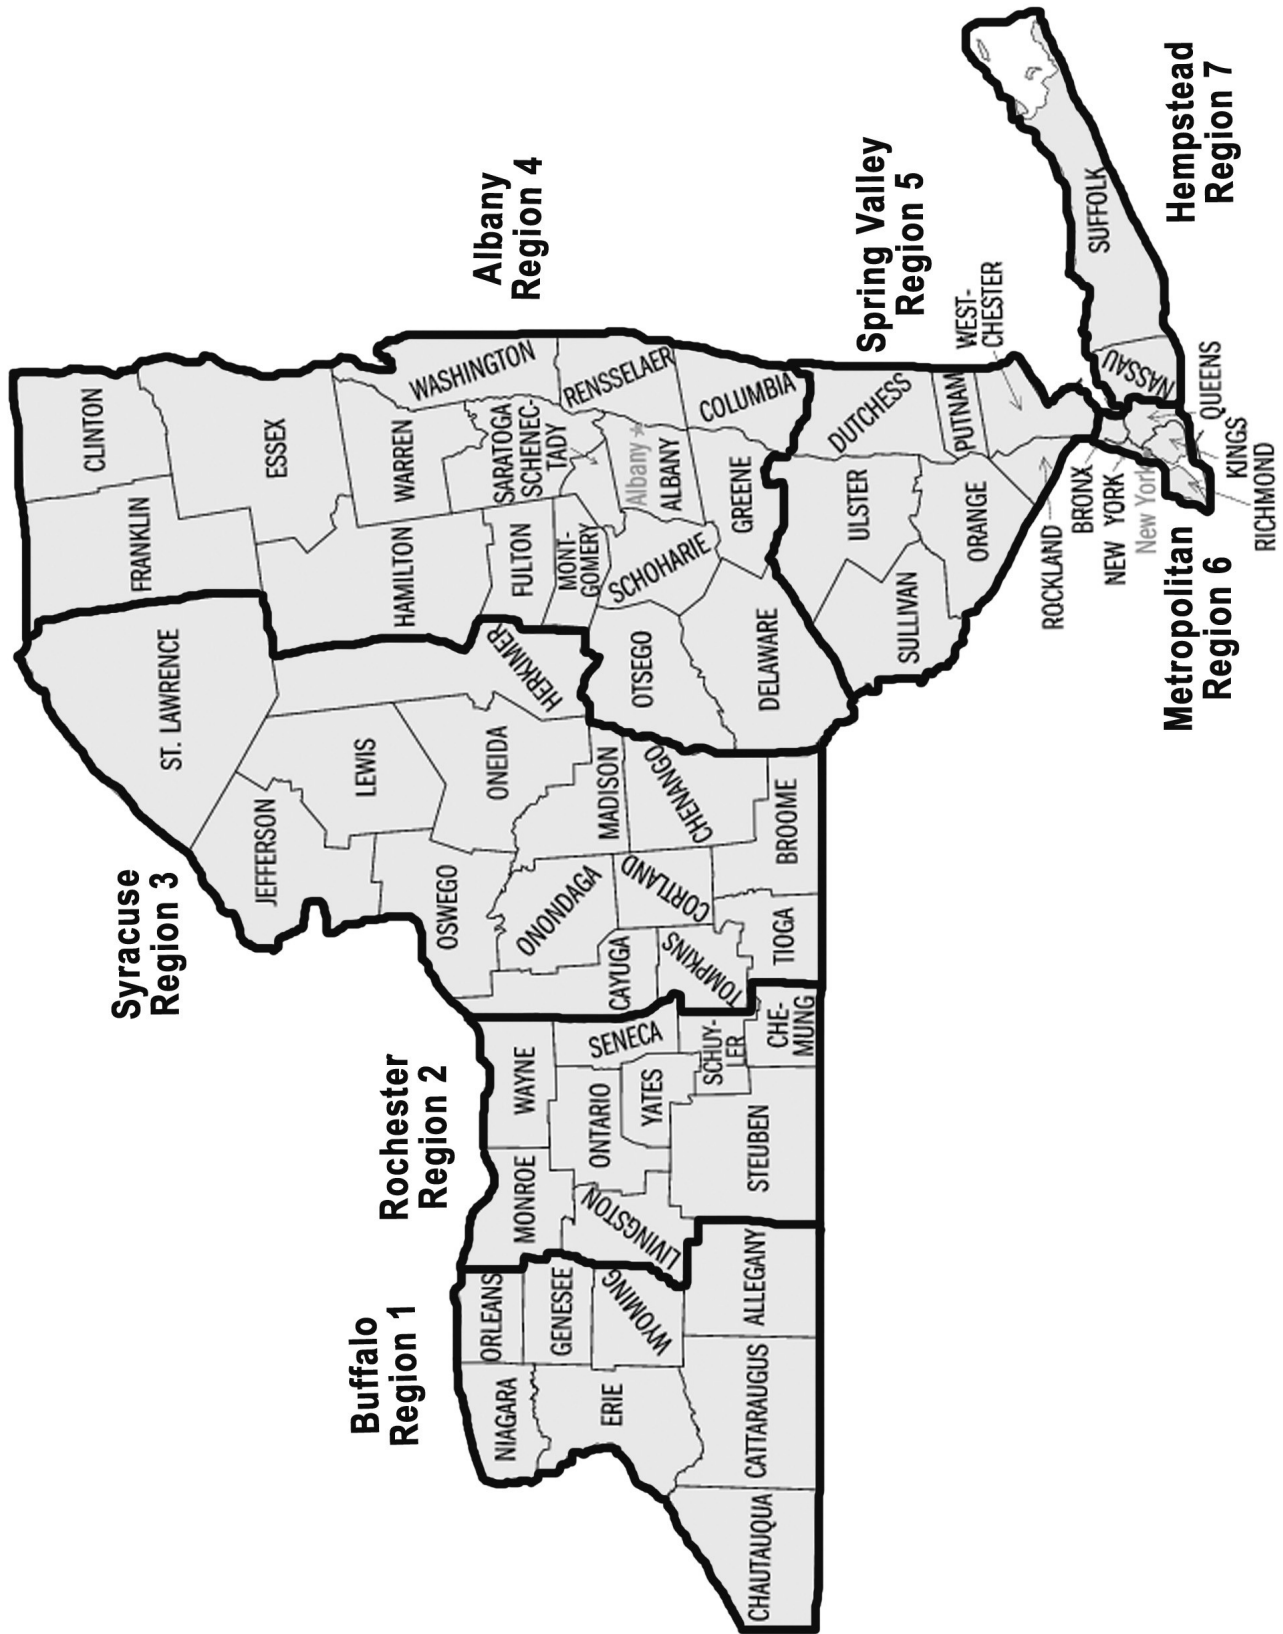 Buffalo
Region 1
Rochester
Region 2
Syracuse
Region 3
Albany
Region 4
Spring Valley
Region 5
Metropolitan
Region 6
Hempstead
Region 7
CHAUTAUQUA
CATTARAUGUS
ALLEGANY
ERIE
NIAGARA
WYOMING
GENESEE
ORLEANS
MONROE
LIVINGSTON
WAYNE
ONTARIO
YATES
STEUBEN
SENECA
SCHUY-
LER
CHE-
MUNG
CAYUGA
TOMPKINS
TIOGA
OSWEGO
ONONDAGA
CORTLAND
BROOME
CHENANGO
MADISON
ONEIDA
HERKIMER
LEWIS
JEFFERSON
ST. LAWRENCE
FRANKLIN
CLINTON
ESSEX
HAMILTON
WARREN
WASHINGTON
FULTON
MONT-
GOMERY
SARATOGA
SCHENEC-
TADY
RENSSELAER
Albany
ALBANY
SCHOHARIE
OTSEGO
DELAWARE
GREENE
COLUMBIA
ULSTER
DUTCHESS
SULLIVAN
ORANGE
PUTNAM
WEST-
CHESTER
ROCKLAND
BRONX
NEW YORK
New York
QUEENS
KINGS
RICHMOND
NASSAU
SUFFOLK